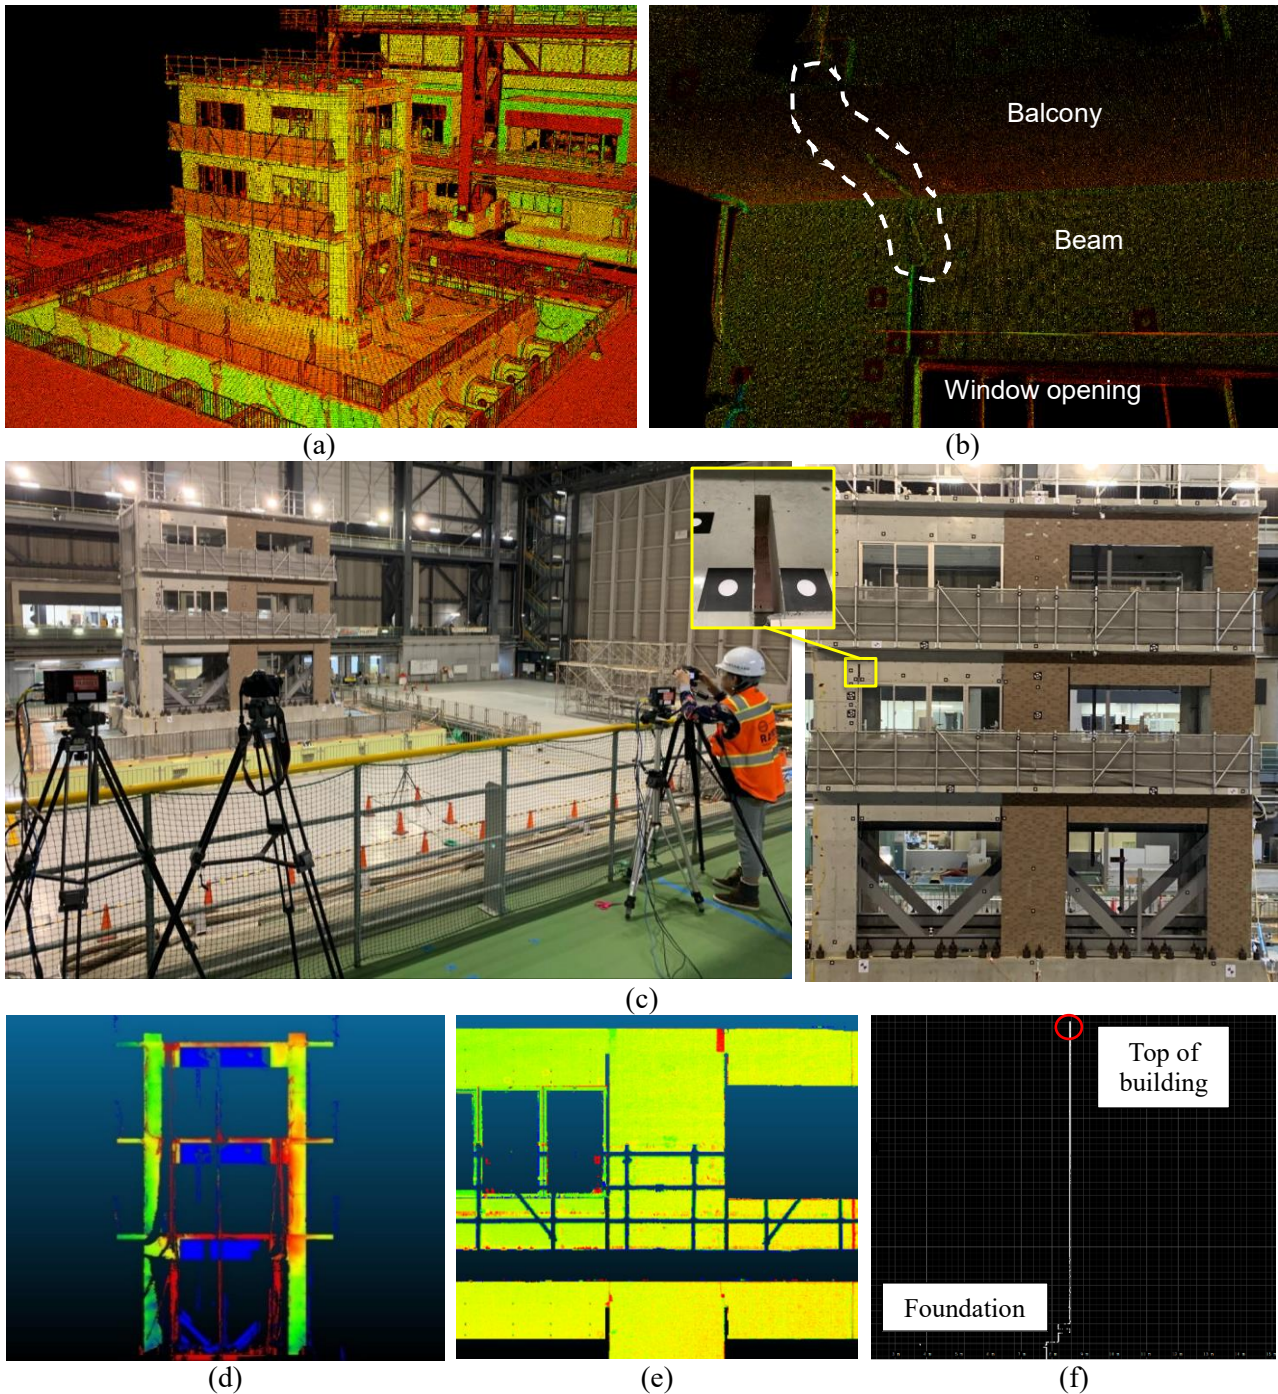 Balcony
Beam
Window opening
(a)
(b)
(c)
Top of
building
Foundation
(d)
(e)
(f)